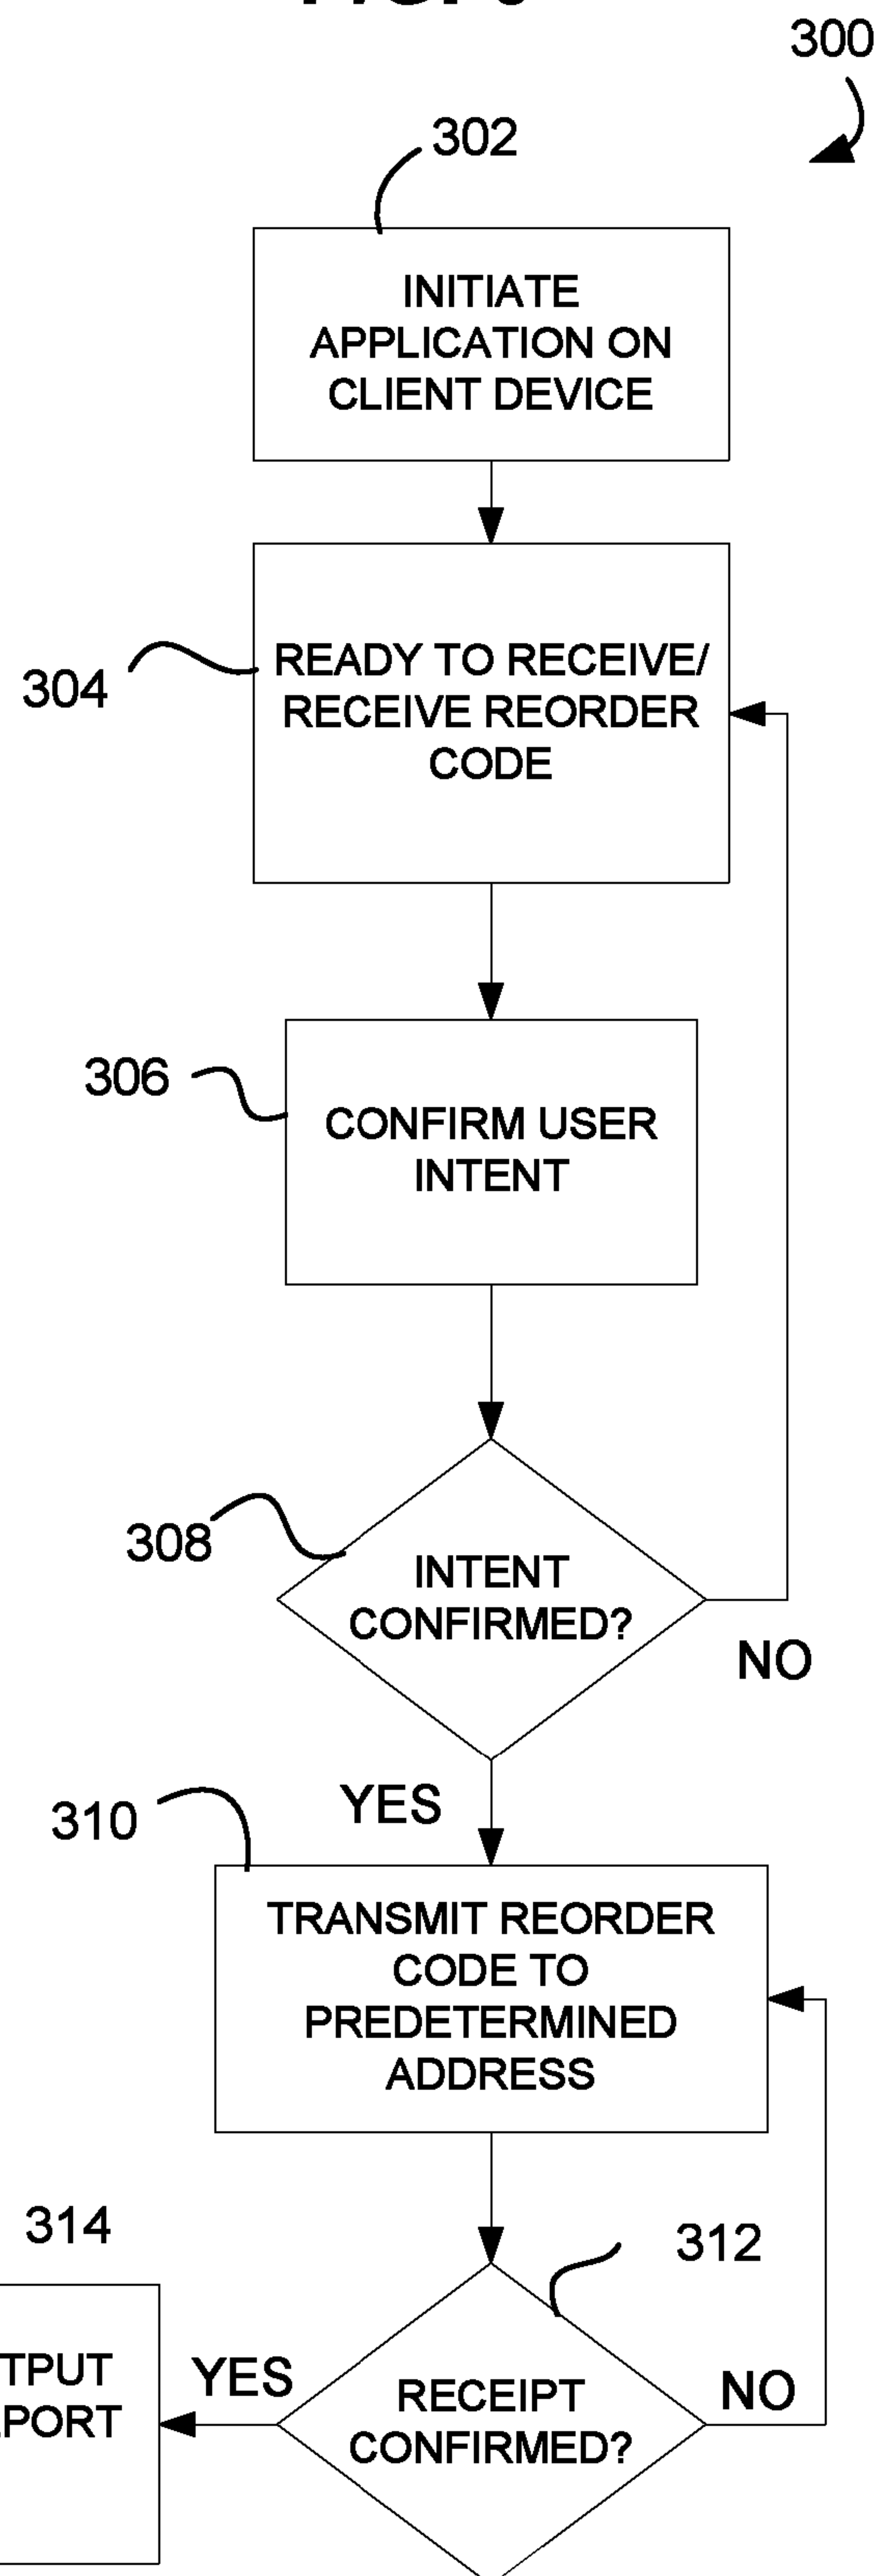 300
302
INITIATE
APPLICATION ON
CLIENT DEVICE
304
READY TO RECEIVE/
RECEIVE REORDER
CODE
306
CONFIRM USER
INTENT
308
INTENT
CONFIRMED?
NO
YES
310
TRANSMIT REORDER
CODE TO
PREDETERMINED
ADDRESS
314
312
YES
RECEIPT
CONFIRMED?
NO